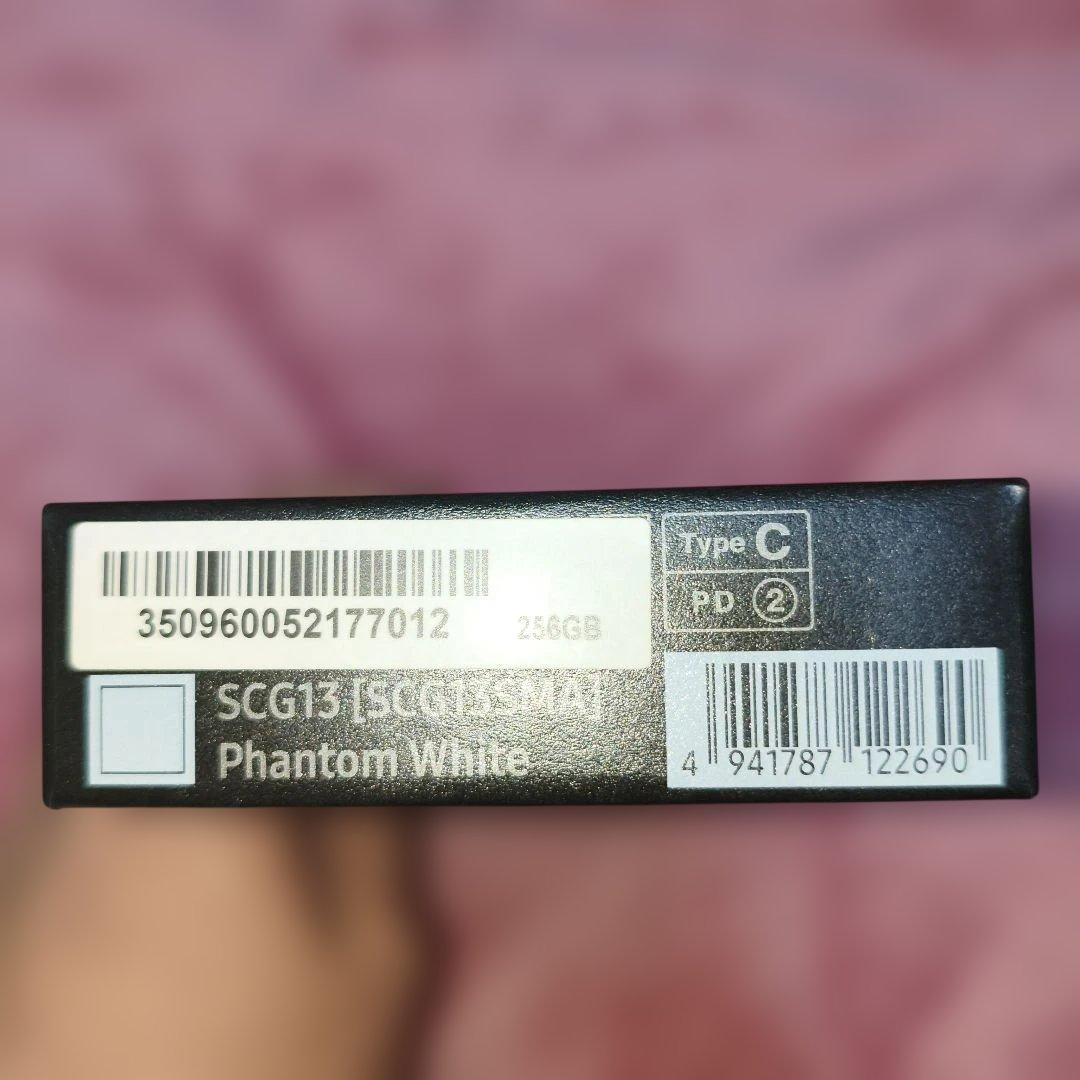 350960052177012
256GB
Type C
PD 2
SCG13 [SCG13SMA]
Phantom White
4 941787 122690